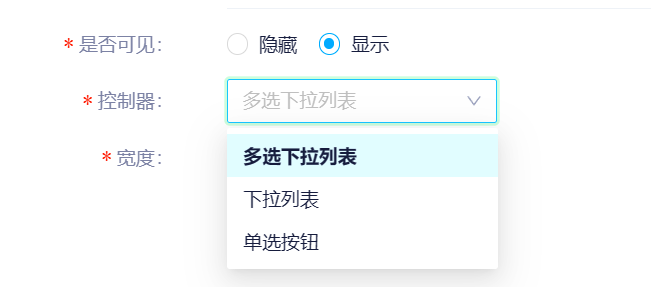 * 是否可见： 隐藏 显示
* 控制器： 多选下拉列表
* 宽度： 多选下拉列表
下拉列表
单选按钮